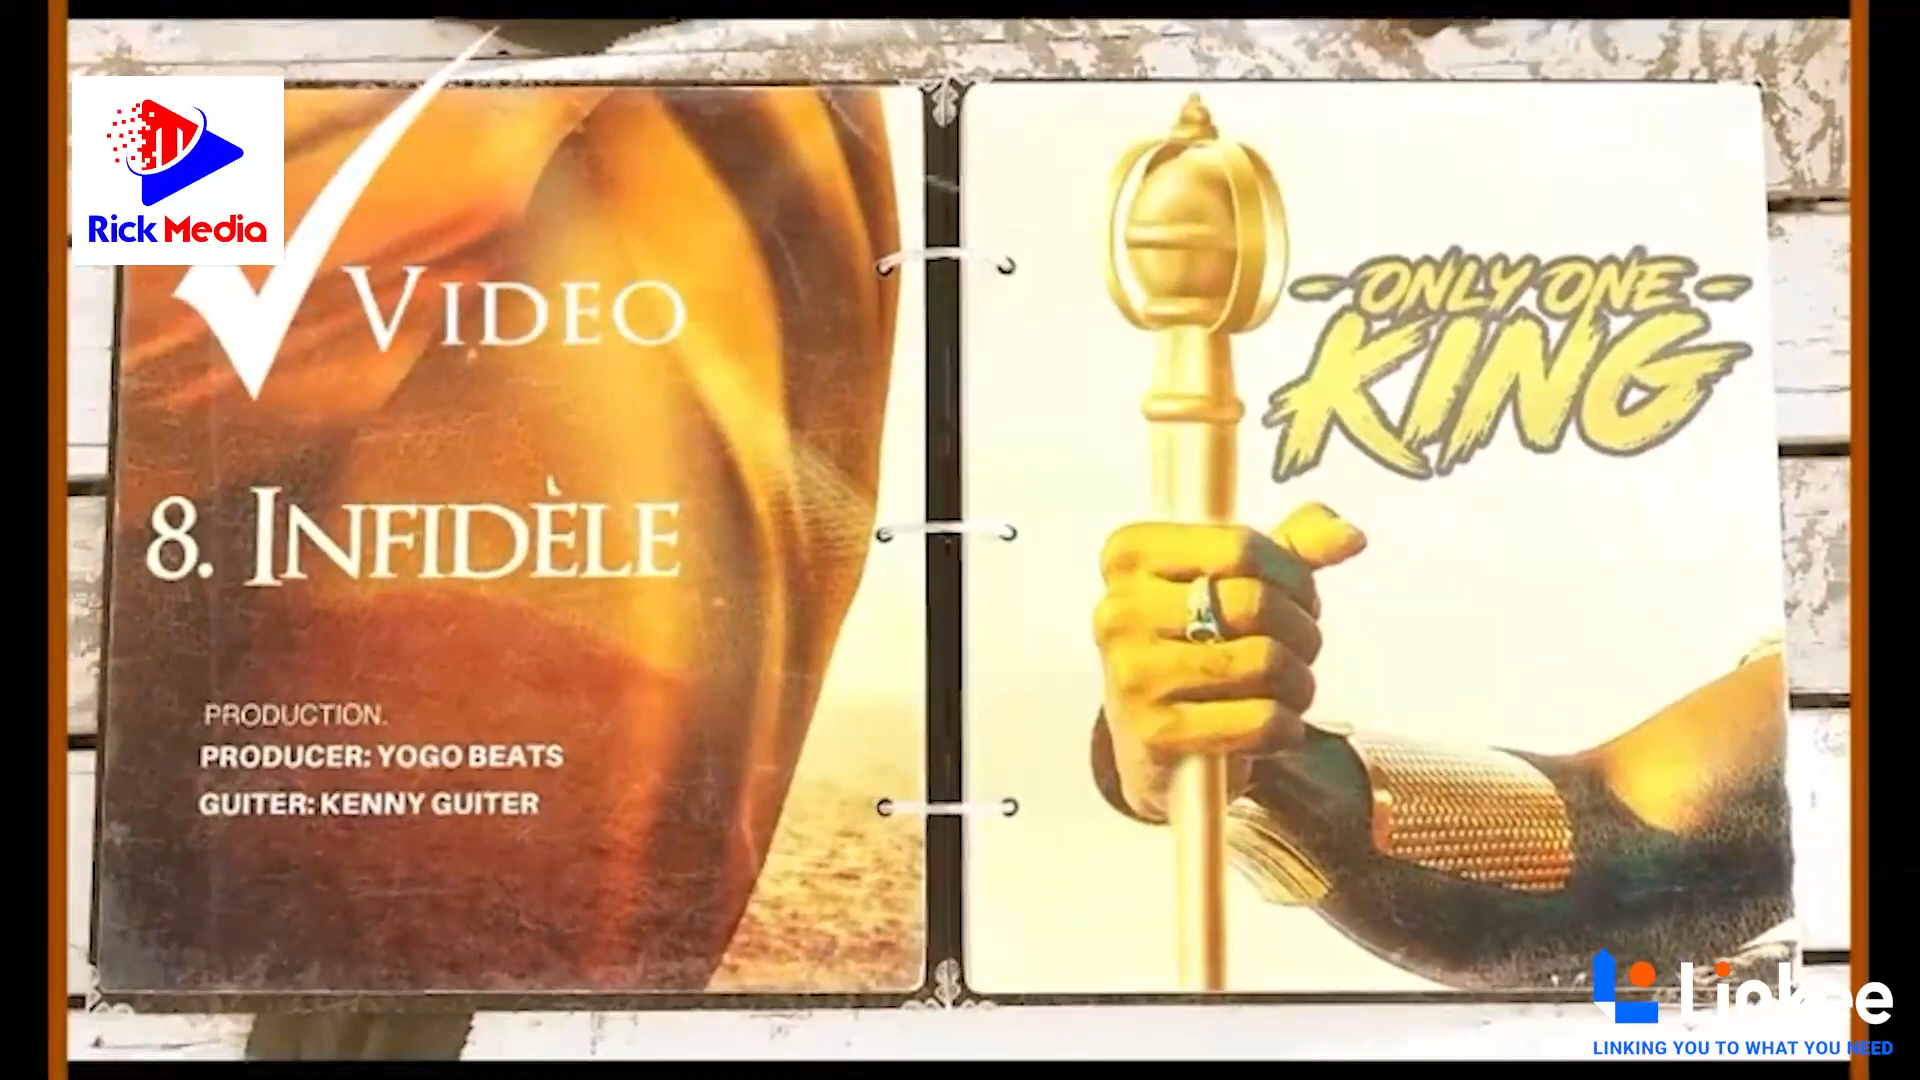 Rick Media
VIDEO
8. INFIDÈLE
PRODUCTION.
PRODUCER: YOGO BEATS
GUITER: KENNY GUITER
- ONLY ONE -
KING
Linkee
LINKING YOU TO WHAT YOU NEED